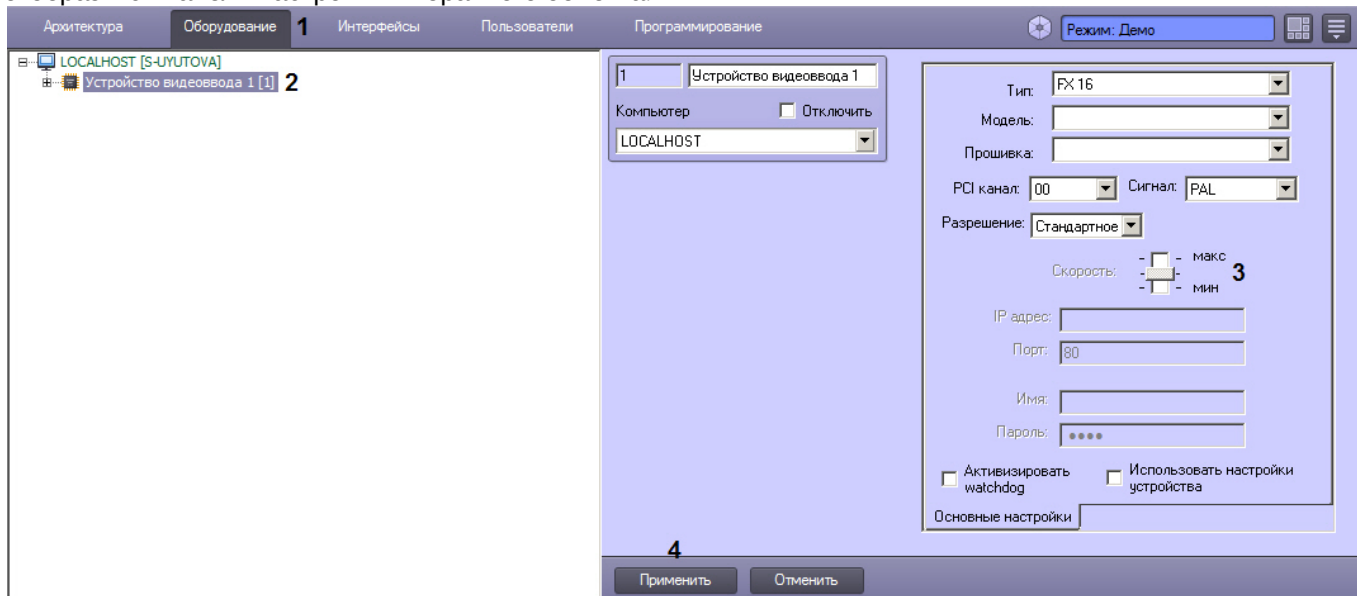 Архитектура Оборудование 1 Интерфейсы Пользователи Программирование Режим: Демо
LOCALHOST [S-UYUTOVA]
Устройство видеоввода 1 [1] 2
1 Устройство видеоввода 1
Компьютер Отключить
LOCALHOST
Тип: FX 16
Модель:
Прошивка:
PCI канал: 00 Сигнал: PAL
Разрешение: Стандартное
Скорость: макс 3
мин
IP адрес:
Порт: 80
Имя:
Пароль: ••••
Активизировать watchdog
Использовать настройки устройства
Основные настройки
4
Применить Отменить